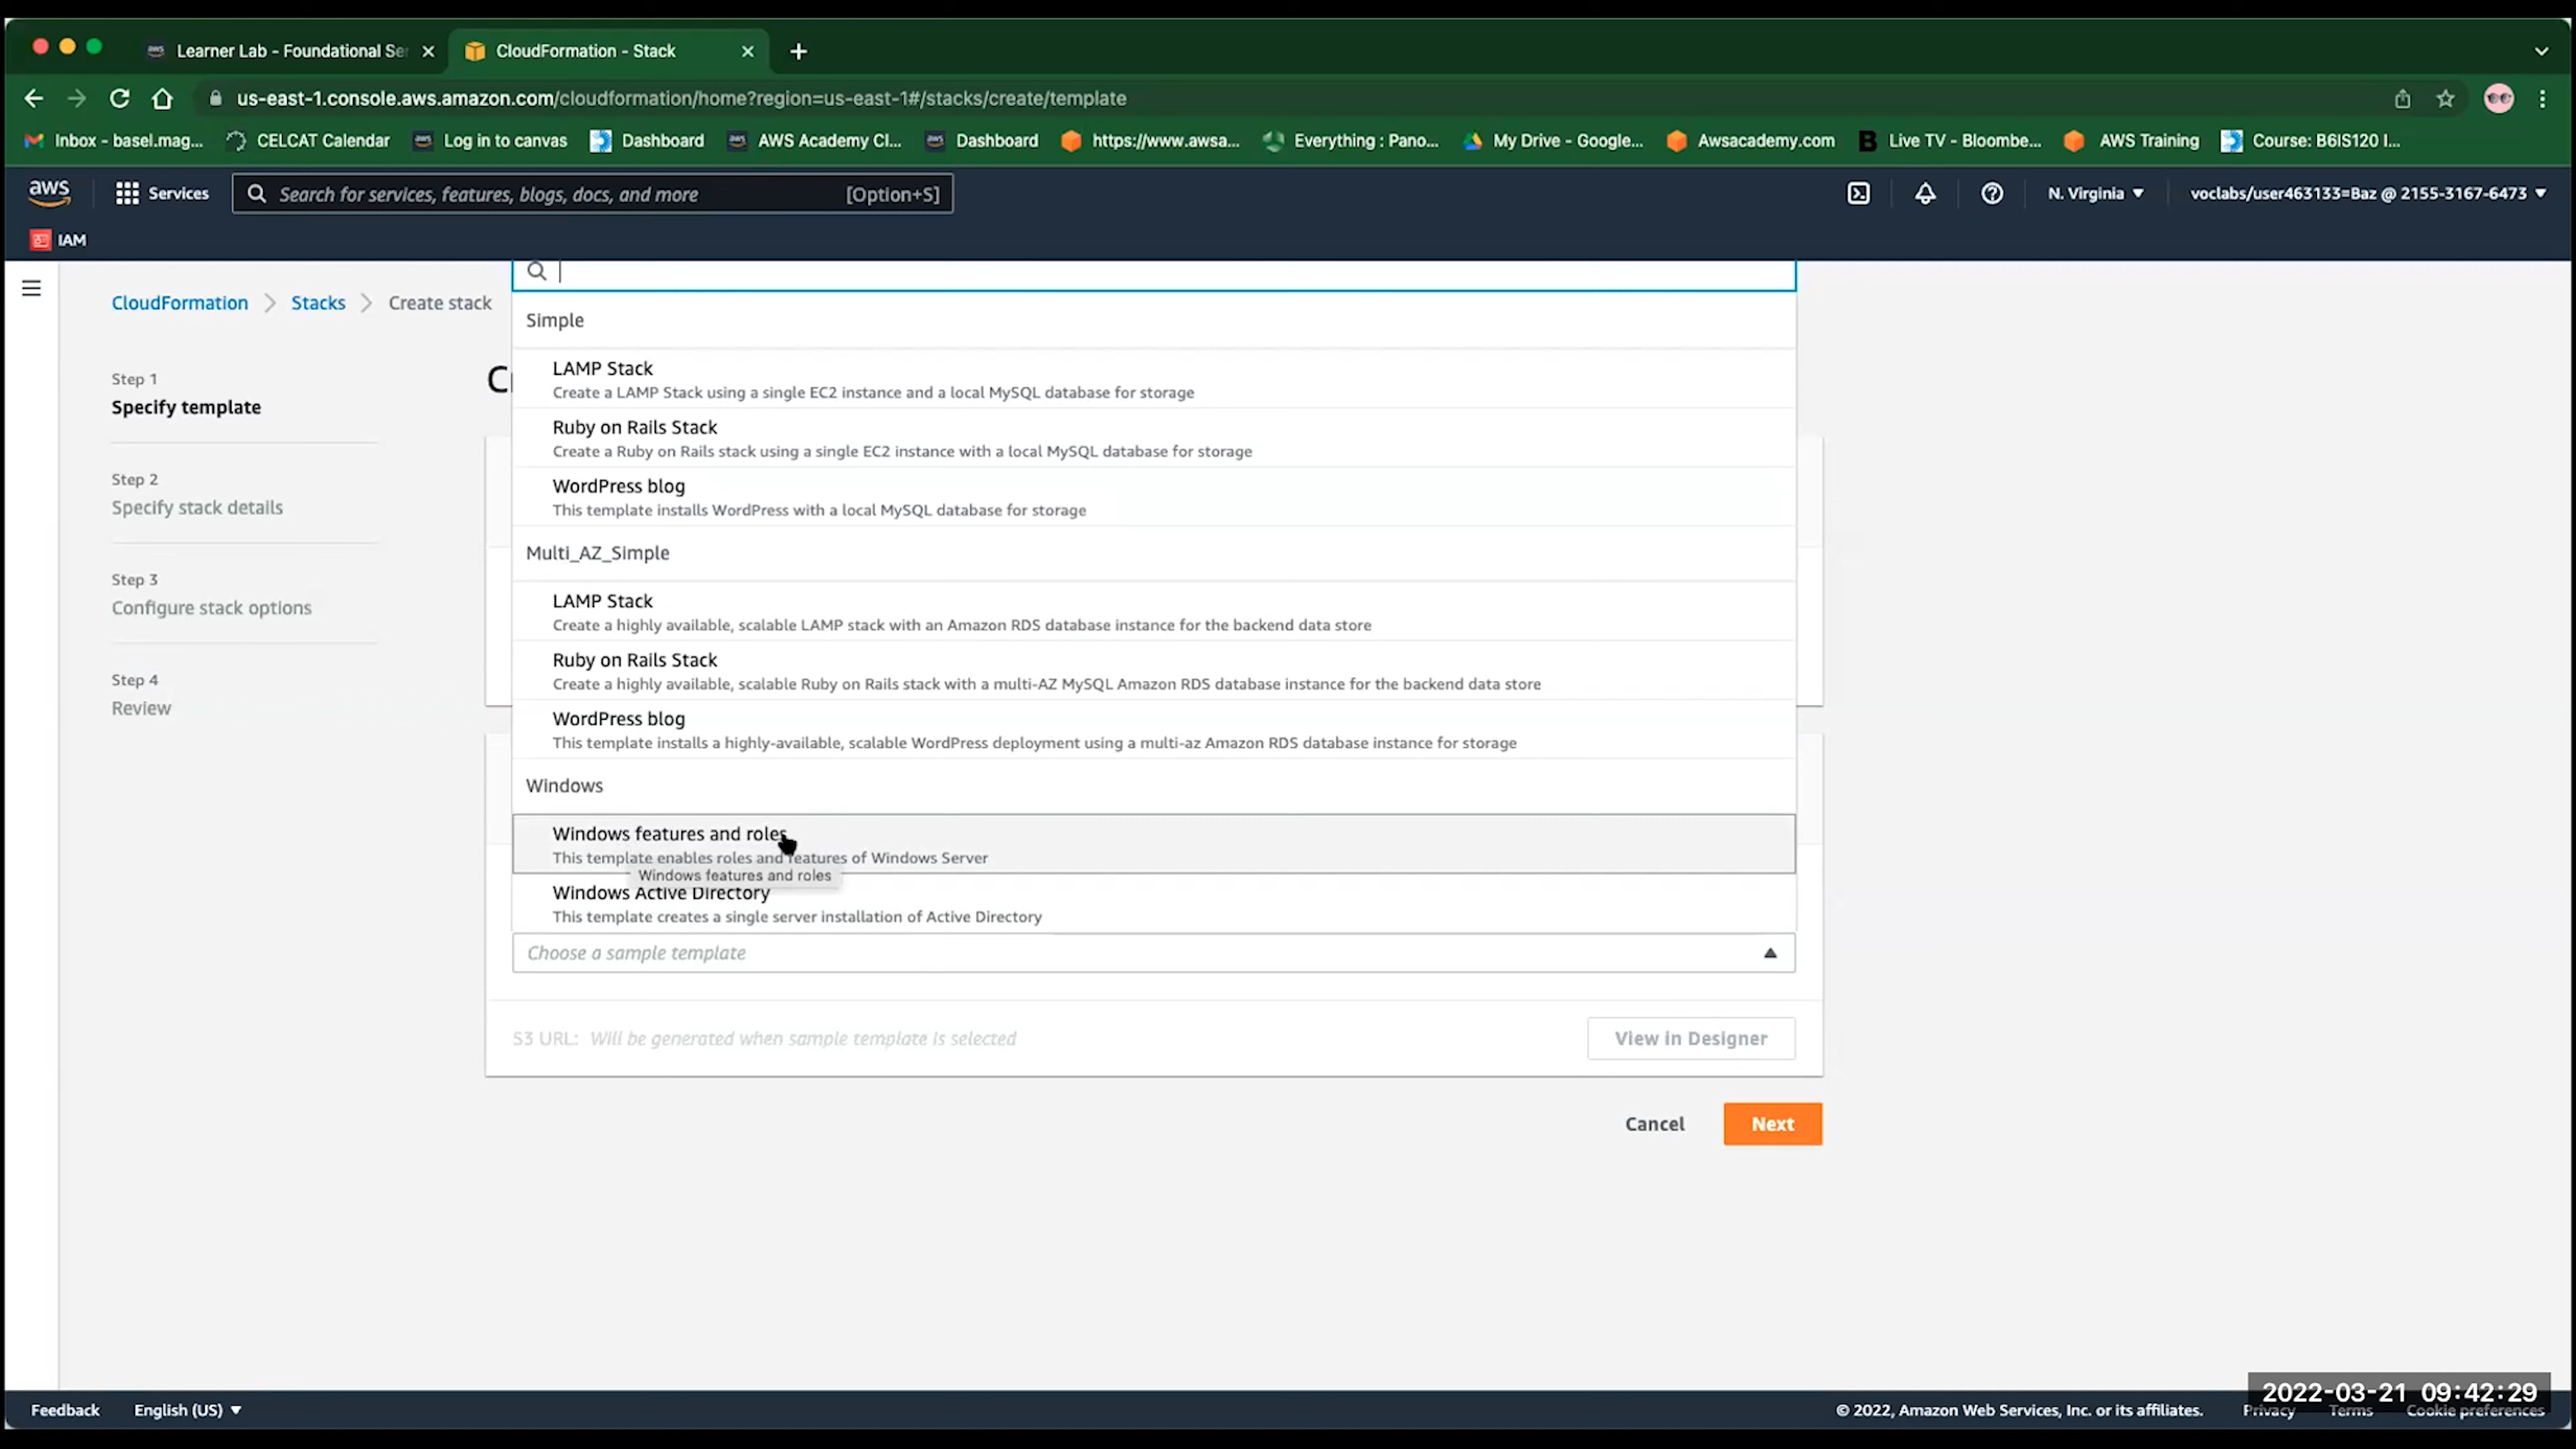 Learner Lab - Foundational Ser
CloudFormation - Stack
us-east-1.console.aws.amazon.com/cloudformation/home?region=us-east-1#/stacks/create/template
Inbox - basel.mag...
CELCAT Calendar
aws
Log in to canvas
Dashboard
aws
AWS Academy Cl...
aws
Dashboard
https://www.awsa...
Everything : Pano...
My Drive - Google...
Awsacademy.com
B
Live TV - Bloombe...
AWS Training
Course: B6IS120 I...
aws
Services
Search for services, features, blogs, docs, and more
[Option+S]
N. Virginia
voclabs/user463133=Baz @ 2155-3167-6473
IAM
CloudFormation
Stacks
Create stack
Step 1
Specify template
Step 2
Specify stack details
Step 3
Configure stack options
Step 4
Review
Simple
LAMP Stack
Create a LAMP Stack using a single EC2 instance and a local MySQL database for storage
Ruby on Rails Stack
Create a Ruby on Rails stack using a single EC2 instance with a local MySQL database for storage
WordPress blog
This template installs WordPress with a local MySQL database for storage
Multi_AZ_Simple
LAMP Stack
Create a highly available, scalable LAMP stack with an Amazon RDS database instance for the backend data store
Ruby on Rails Stack
Create a highly available, scalable Ruby on Rails stack with a multi-AZ MySQL Amazon RDS database instance for the backend data store
WordPress blog
This template installs a highly-available, scalable WordPress deployment using a multi-az Amazon RDS database instance for storage
Windows
Windows features and roles
This template enables roles and features of Windows Server
Windows features and roles
Windows Active Directory
This template creates a single server installation of Active Directory
Choose a sample template
S3 URL: Will be generated when sample template is selected
View in Designer
Cancel
Next
2022-03-21 09:42:29
Feedback
English (US)
© 2022, Amazon Web Services, Inc. or its affiliates.
Privacy
Terms
Cookie preferences